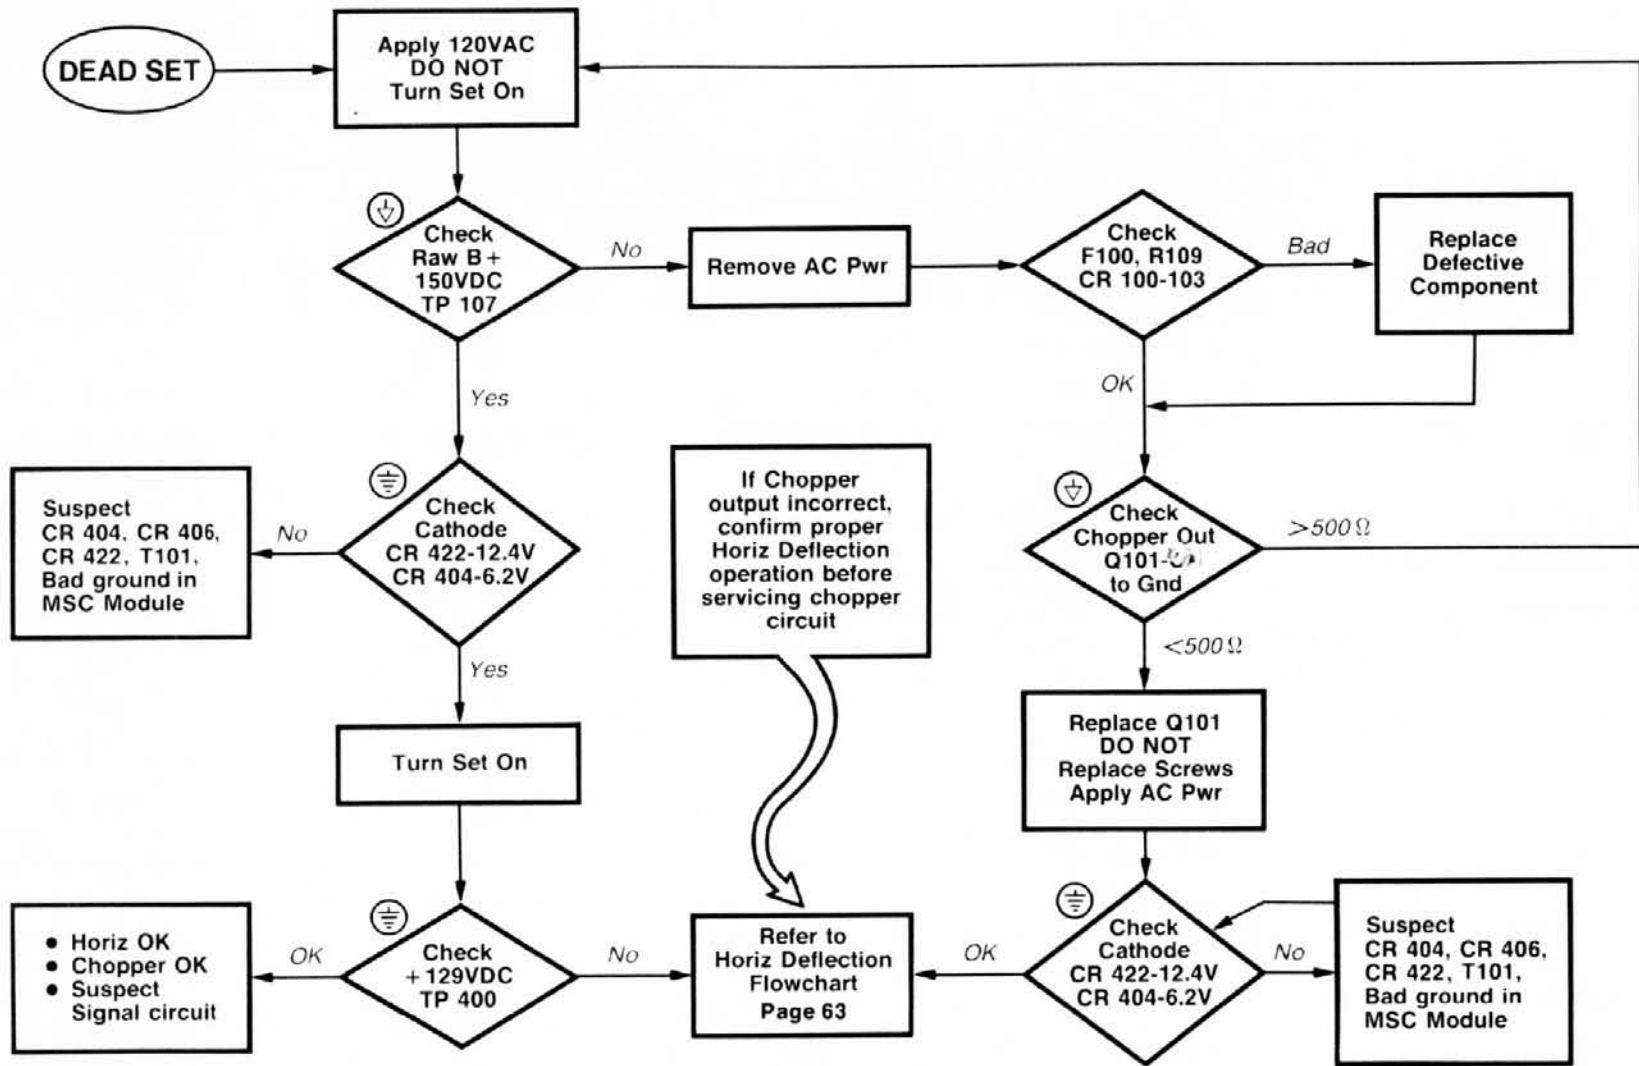 DEAD SET
Apply 120VAC
DO NOT
Turn Set On
Check
Raw B +
150VDC
TP 107
No
Remove AC Pwr
Check
F100, R109
CR 100-103
Bad
Replace
Defective
Component
Yes
OK
Suspect
CR 404, CR 406,
CR 422, T101,
Bad ground in
MSC Module
No
Check
Cathode
CR 422-12.4V
CR 404-6.2V
If Chopper
output incorrect,
confirm proper
Horiz Deflection
operation before
servicing chopper
circuit
Check
Chopper Out
Q101-
to Gnd
>500Ω
Yes
<500Ω
Turn Set On
Replace Q101
DO NOT
Replace Screws
Apply AC Pwr
● Horiz OK
● Chopper OK
● Suspect
Signal circuit
OK
Check
+129VDC
TP 400
No
Refer to
Horiz Deflection
Flowchart
Page 63
OK
Check
Cathode
CR 422-12.4V
CR 404-6.2V
No
Suspect
CR 404, CR 406,
CR 422, T101,
Bad ground in
MSC Module